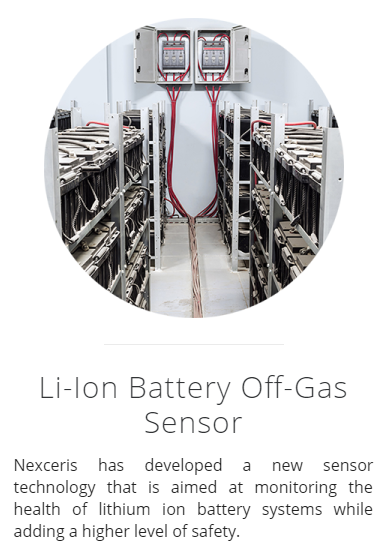 Li-Ion Battery Off-Gas
Sensor
Nexceris has developed a new sensor
technology that is aimed at monitoring the
health of lithium ion battery systems while
adding a higher level of safety.